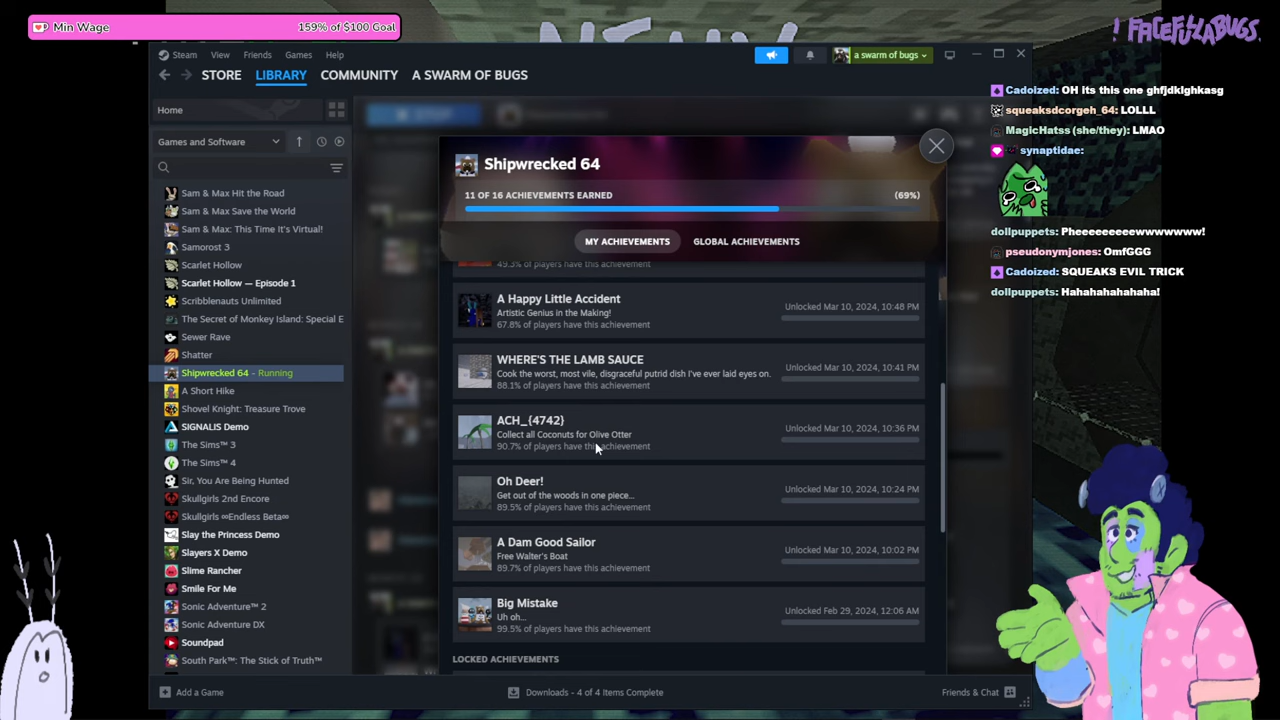 Min Wage
159% of $100 Goal
! FACEFULLABUGS.
Steam View Friends Games Help
a swarm of bugs
STORE LIBRARY COMMUNITY A SWARM OF BUGS
Home
Games and Software
Sam & Max Hit the Road
Sam & Max Save the World
Sam & Max: This Time It's Virtual!
Samorost 3
Scarlet Hollow
Scarlet Hollow — Episode 1
Scribblenauts Unlimited
The Secret of Monkey Island: Special E
Sewer Rave
Shatter
Shipwrecked 64 - Running
A Short Hike
Shovel Knight: Treasure Trove
SIGNALIS Demo
The Sims™ 3
The Sims™ 4
Sir, You Are Being Hunted
Skullgirls 2nd Encore
Skullgirls ∞Endless Beta∞
Slay the Princess Demo
Slayers X Demo
Slime Rancher
Smile For Me
Sonic Adventure™ 2
Sonic Adventure DX
Soundpad
South Park™: The Stick of Truth™
Add a Game
Shipwrecked 64
11 OF 16 ACHIEVEMENTS EARNED
(69%)
MY ACHIEVEMENTS GLOBAL ACHIEVEMENTS
49.3% of players have this achievement
A Happy Little Accident
Artistic Genius in the Making!
67.8% of players have this achievement
Unlocked Mar 10, 2024, 10:48 PM
WHERE'S THE LAMB SAUCE
Cook the worst, most vile, disgraceful putrid dish I've ever laid eyes on.
88.1% of players have this achievement
Unlocked Mar 10, 2024, 10:41 PM
ACH_{4742}
Collect all Coconuts for Olive Otter
90.7% of players have this achievement
Unlocked Mar 10, 2024, 10:36 PM
Oh Deer!
Get out of the woods in one piece...
89.5% of players have this achievement
Unlocked Mar 10, 2024, 10:24 PM
A Dam Good Sailor
Free Walter's Boat
89.7% of players have this achievement
Unlocked Mar 10, 2024, 10:02 PM
Big Mistake
Uh oh...
99.5% of players have this achievement
Unlocked Feb 29, 2024, 12:06 AM
LOCKED ACHIEVEMENTS
Downloads - 4 of 4 Items Complete
Friends & Chat
Cadoized: OH Its this one ghfjdklghkasg
squeaksdcorgeh_64: LOLLL
MagicHatss (she/they): LMAO
synaptidae:
dollpuppets: Pheeeeeeeewwwwwww!
pseudonymjones: OmfGGG
Cadoized: SQUEAKS EVIL TRICK
dollpuppets: Hahahahahahaha!